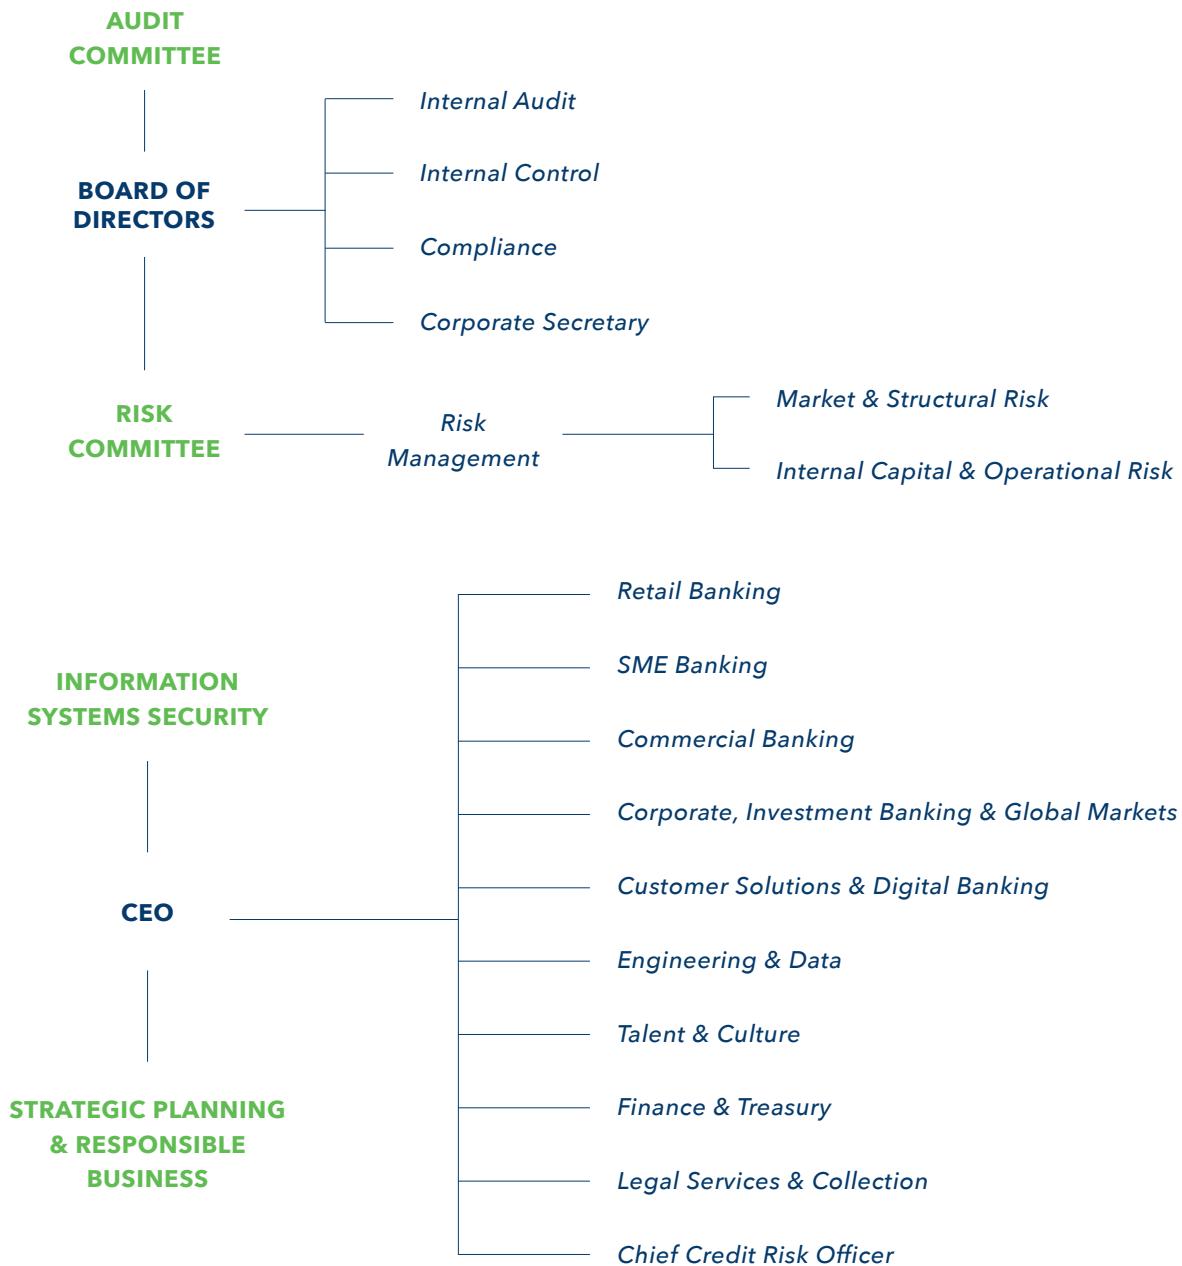 AUDIT
COMMITTEE
Internal Audit
Internal Control
BOARD OF
DIRECTORS
Compliance
Corporate Secretary
RISK
COMMITTEE
Risk
Management
Market & Structural Risk
Internal Capital & Operational Risk
Retail Banking
SME Banking
INFORMATION
SYSTEMS SECURITY
Commercial Banking
Corporate, Investment Banking & Global Markets
Customer Solutions & Digital Banking
CEO
Engineering & Data
Talent & Culture
Finance & Treasury
STRATEGIC PLANNING
& RESPONSIBLE
BUSINESS
Legal Services & Collection
Chief Credit Risk Officer